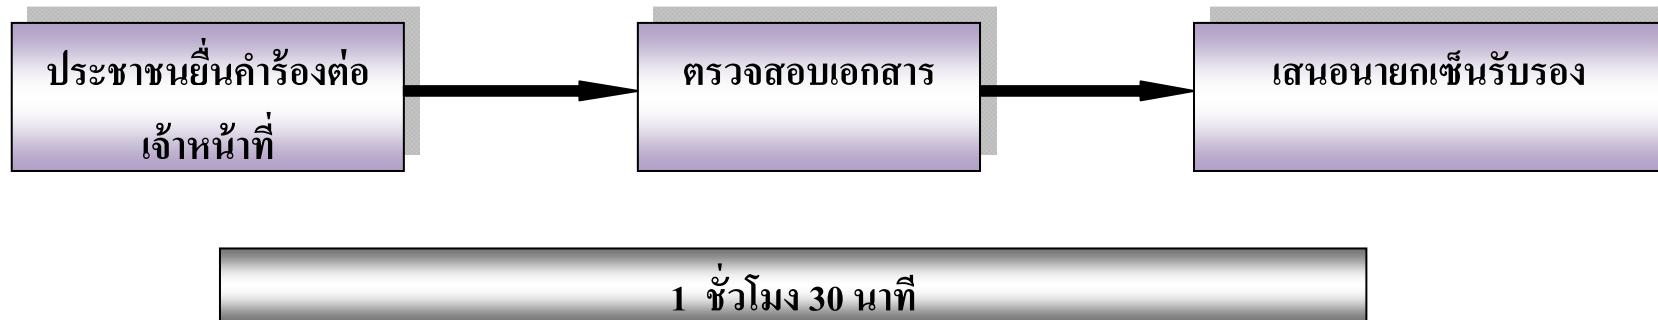 ประชาชนยื่นคำร้องต่อ
เจ้าหน้าที่
ตรวจสอบเอกสาร
เสนอนายกเซ็นรับรอง
1 ชั่วโมง 30 นาที